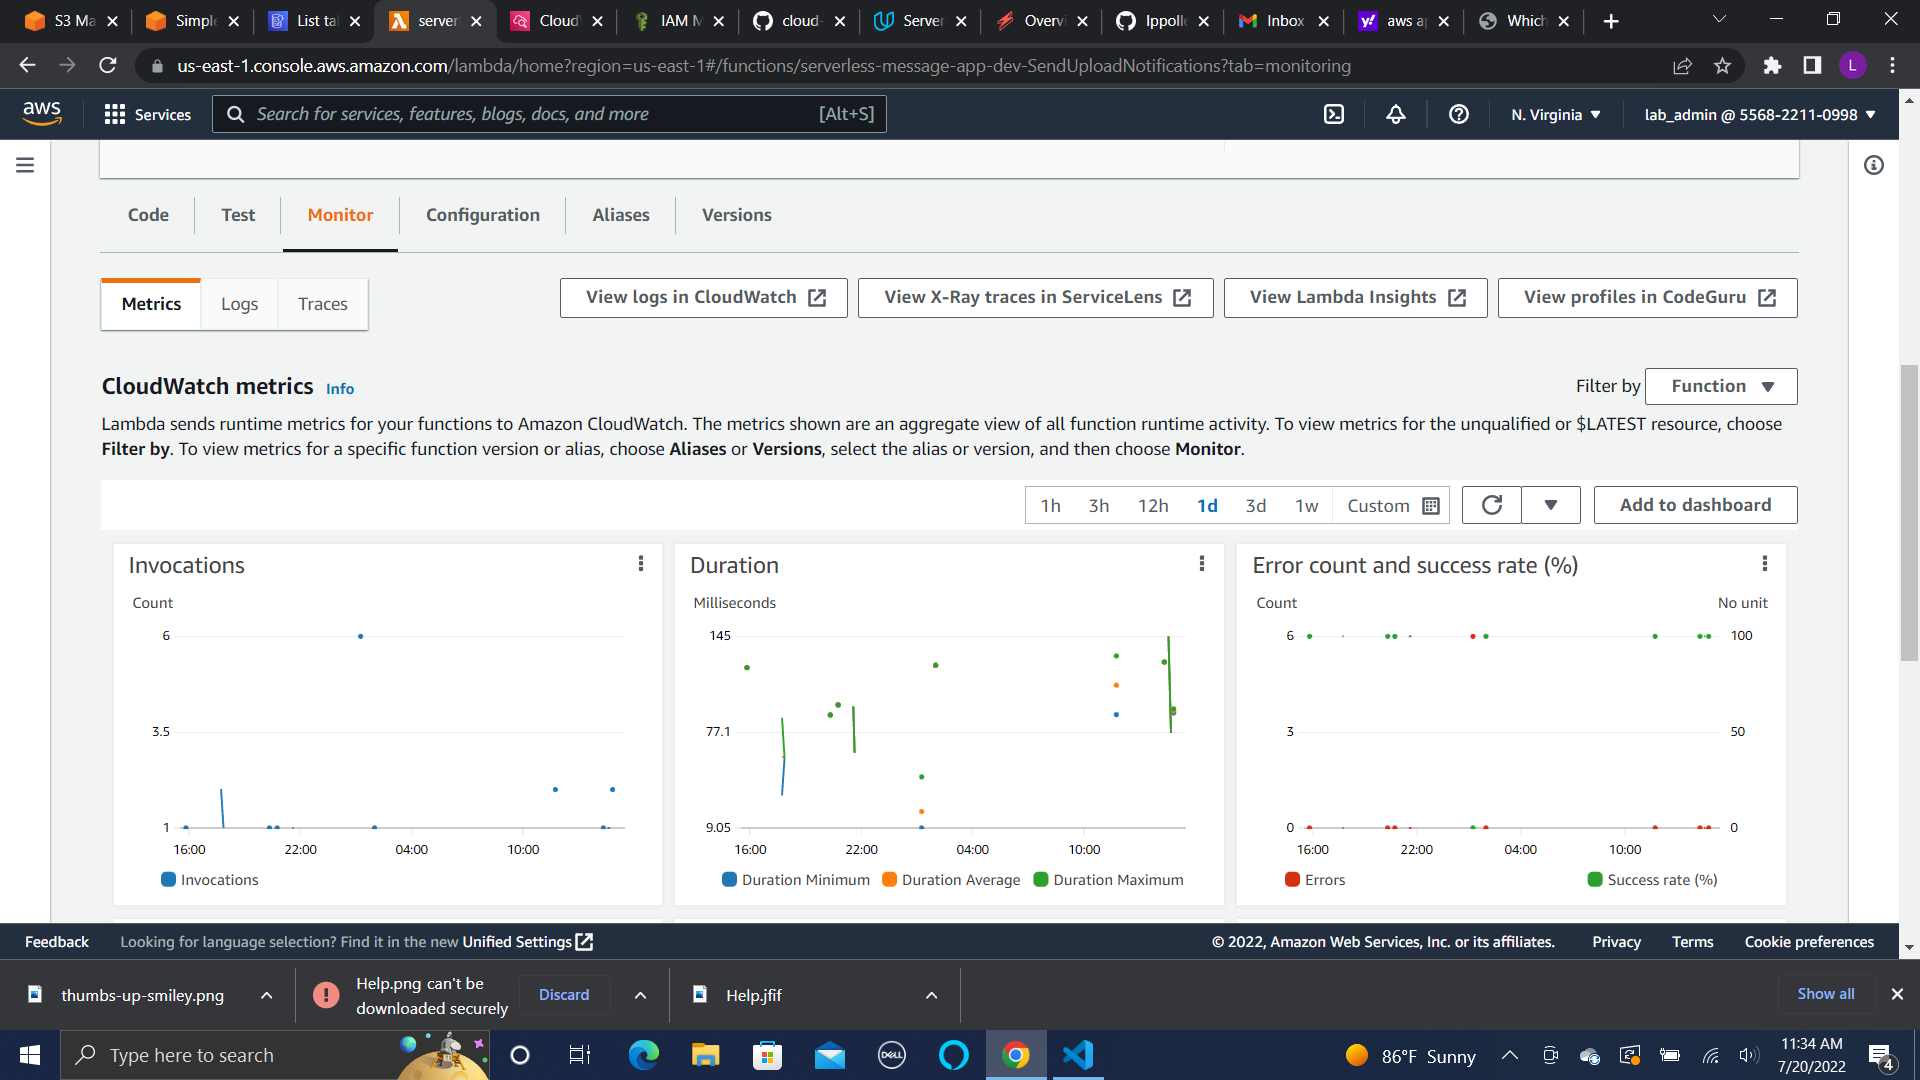 S3 Ma
Simple
List tal
server
Cloud
IAM M
cloud-
Server
Overvi
Ippolle
Inbox
aws a
Which
us-east-1.console.aws.amazon.com/lambda/home?region=us-east-1#/functions/serverless-message-app-dev-SendUploadNotifications?tab=monitoring
L
aws
Services
Search for services, features, blogs, docs, and more
[Alt+S]
N. Virginia
lab_admin @ 5568-2211-0998
Code
Test
Monitor
Configuration
Aliases
Versions
Metrics
Logs
Traces
View logs in CloudWatch
View X-Ray traces in ServiceLens
View Lambda Insights
View profiles in CodeGuru
CloudWatch metrics Info
Filter by
Function
Lambda sends runtime metrics for your functions to Amazon CloudWatch. The metrics shown are an aggregate view of all function runtime activity. To view metrics for the unqualified or $LATEST resource, choose
Filter by. To view metrics for a specific function version or alias, choose Aliases or Versions, select the alias or version, and then choose Monitor.
1h
3h
12h
1d
3d
1w
Custom
Add to dashboard
Invocations
Count
6
3.5
1
16:00
22:00
04:00
10:00
Invocations
Duration
Milliseconds
145
77.1
9.05
16:00
22:00
04:00
10:00
Duration Minimum
Duration Average
Duration Maximum
Error count and success rate (%)
Count
No unit
6
100
3
50
0
0
16:00
22:00
04:00
10:00
Errors
Success rate (%)
Feedback
Looking for language selection? Find it in the new Unified Settings
© 2022, Amazon Web Services, Inc. or its affiliates.
Privacy
Terms
Cookie preferences
thumbs-up-smiley.png
Help.png can't be
downloaded securely
Discard
Help.jfif
Show all
Type here to search
DELL
86°F Sunny
11:34 AM
7/20/2022
4